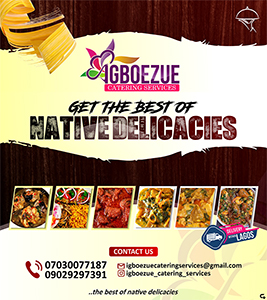 IGBOEZUE
CATERING SERVICES
GET THE BEST OF
NATIVE DELICACIES
DELIVERY
LAGOS
CONTACT US
07030077187
09029297391
igboezuecateringservices@gmail.com
igboezue_catering_services
..the best of native delicacies